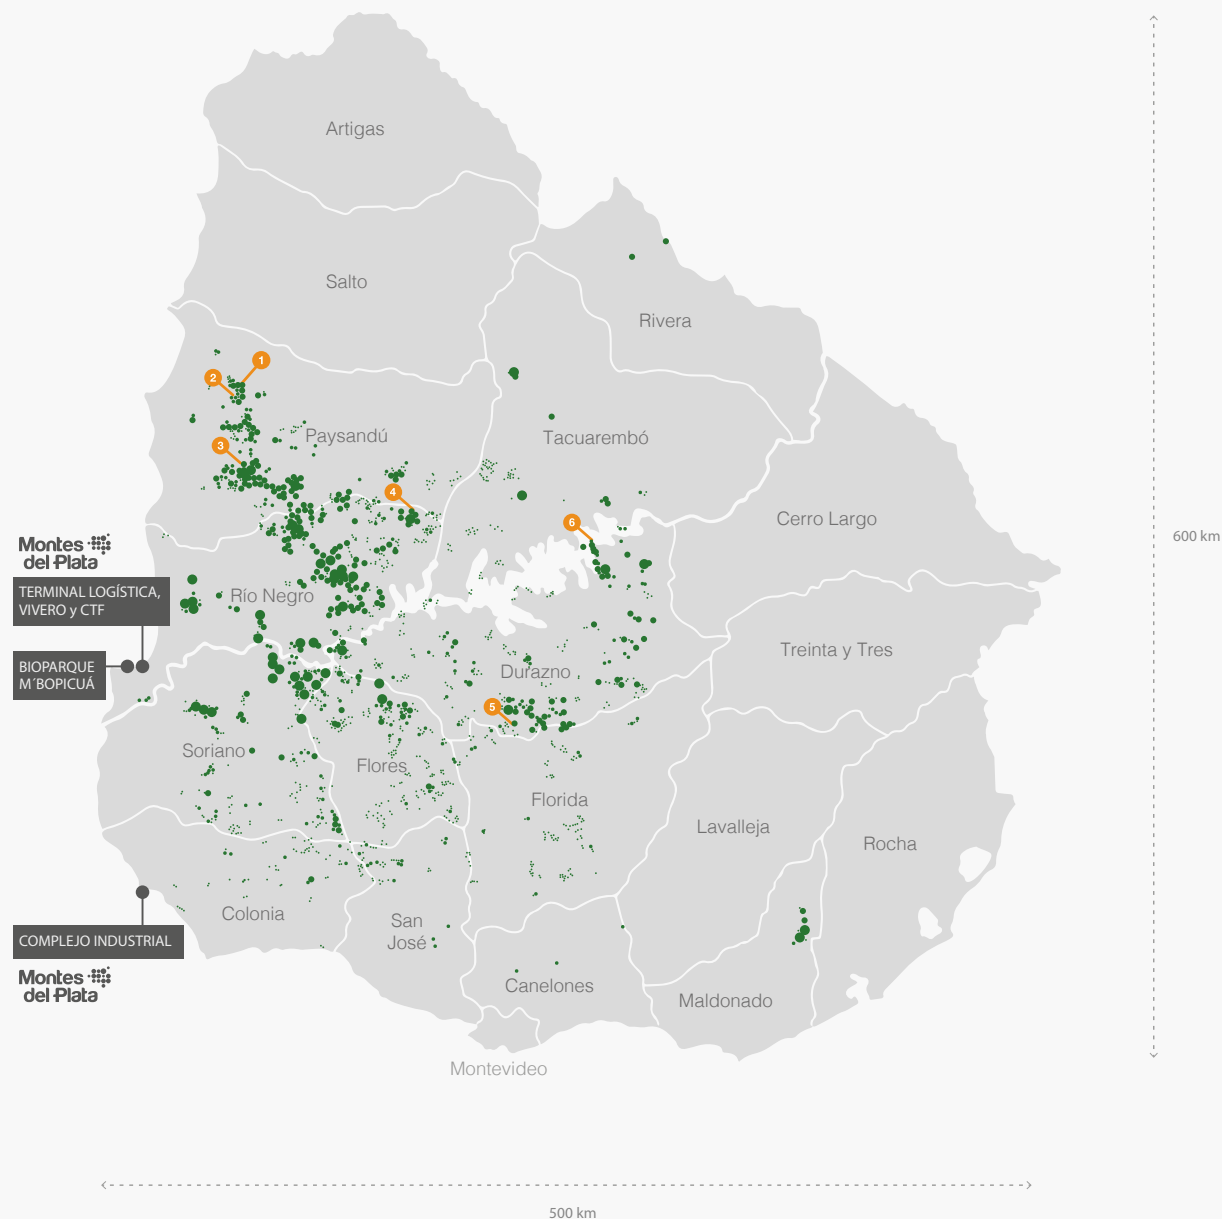 Artigas
Salto
Rivera
1
2
Paysandú
Tacuarembó
3
4
6
Cerro Largo
600 km
Montes
del Plata
TERMINAL LOGÍSTICA,
VIVERO y CTF
Río Negro
BIOPARQUE
M´BOPICUÁ
Treinta y Tres
Durazno
5
Soriano
Flores
Florida
Lavalleja
Rocha
Colonia
San
José
COMPLEJO INDUSTRIAL
Montes
del Plata
Canelones
Maldonado
Montevideo
500 km